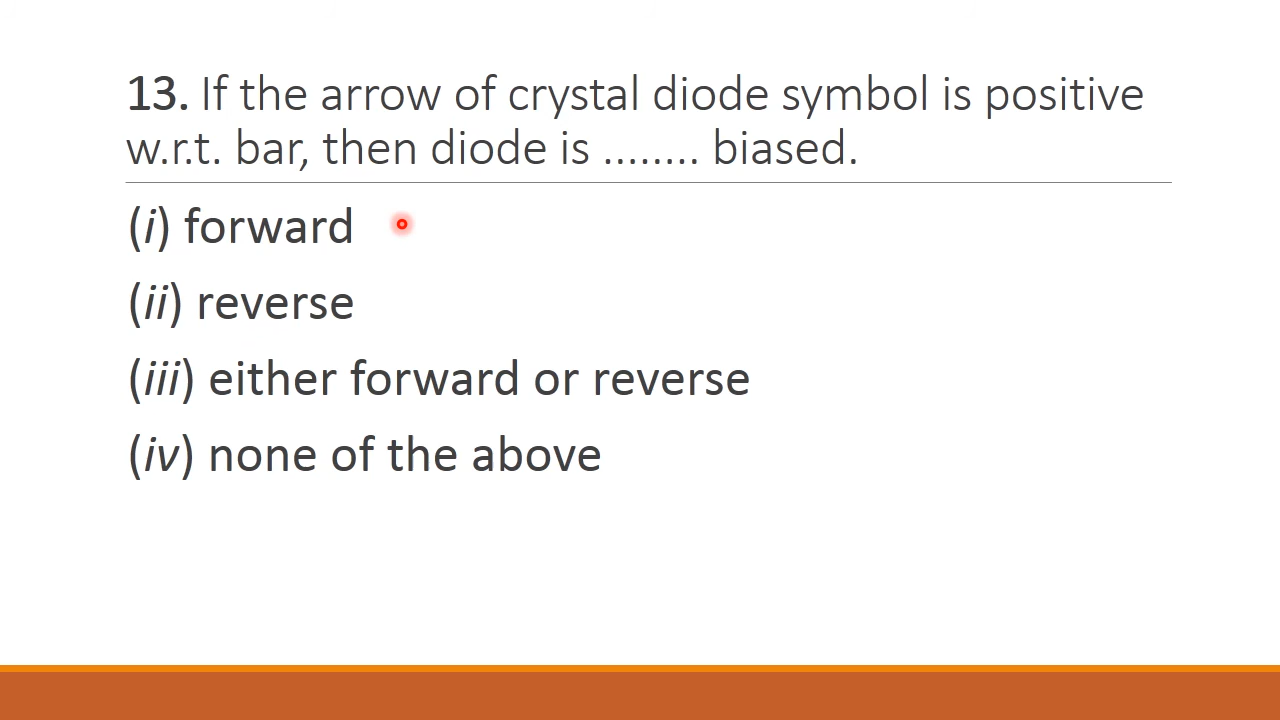 13. If the arrow of crystal diode symbol is positive
w.r.t. bar, then diode is ........ biased.
(i) forward
(ii) reverse
(iii) either forward or reverse
(iv) none of the above